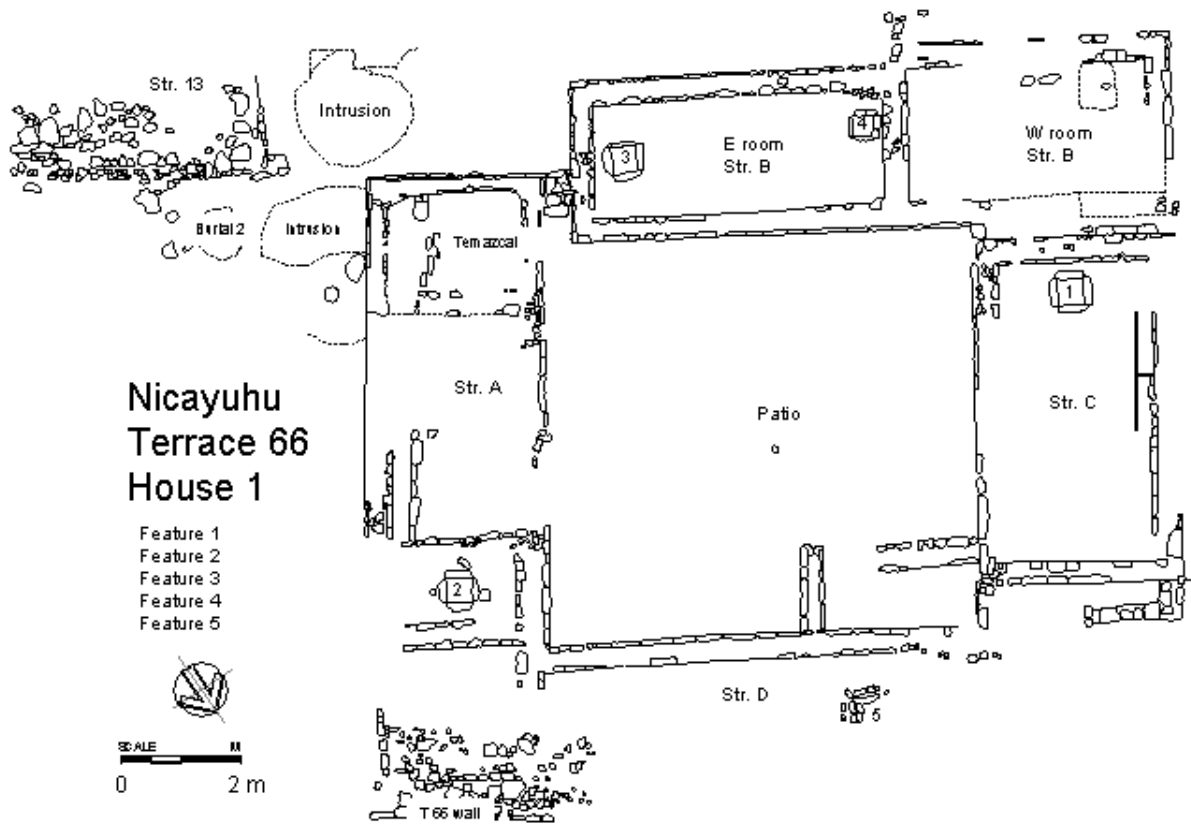 Str. 13
Intrusion
E room
Str. B
W room
Str. B
3
4
Burial 2
Intrusion
Temazcal
1
Str. A
Patio
Str. C
Nicayuhu
Terrace 66
House 1
Feature 1
Feature 2
Feature 3
Feature 4
Feature 5
2
Str. D
5
SCALE M
0 2 m
T 66 wall